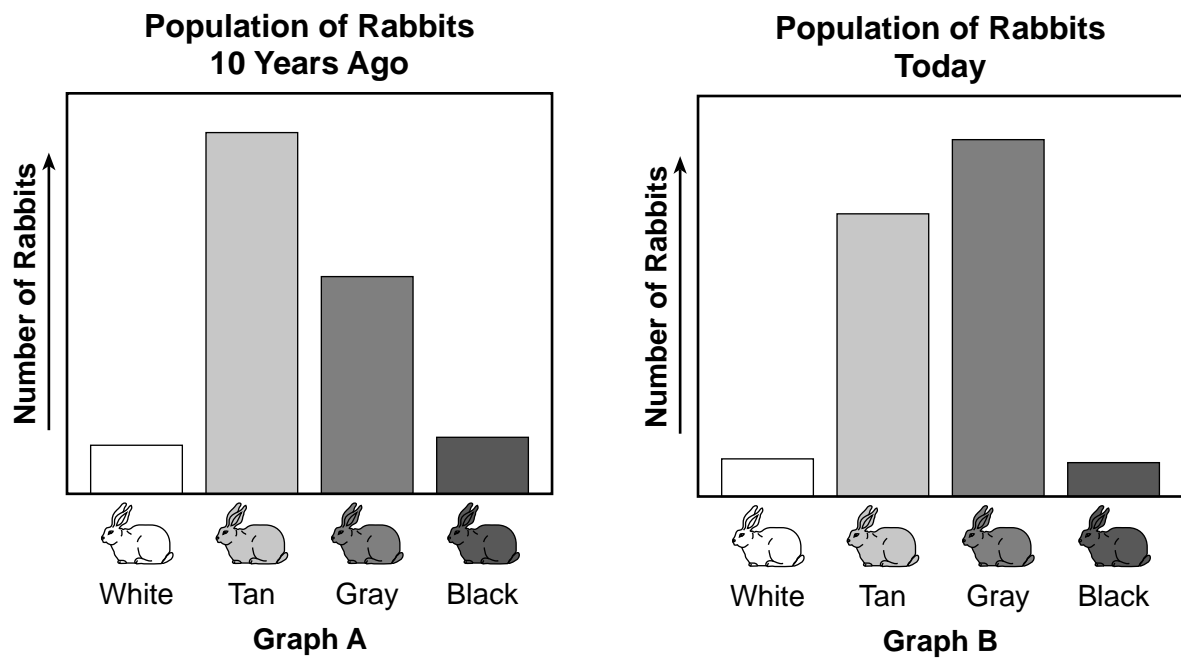 Population of Rabbits
10 Years Ago
Number of Rabbits
White
Tan
Gray
Black
Graph A
Population of Rabbits
Today
Number of Rabbits
White
Tan
Gray
Black
Graph B